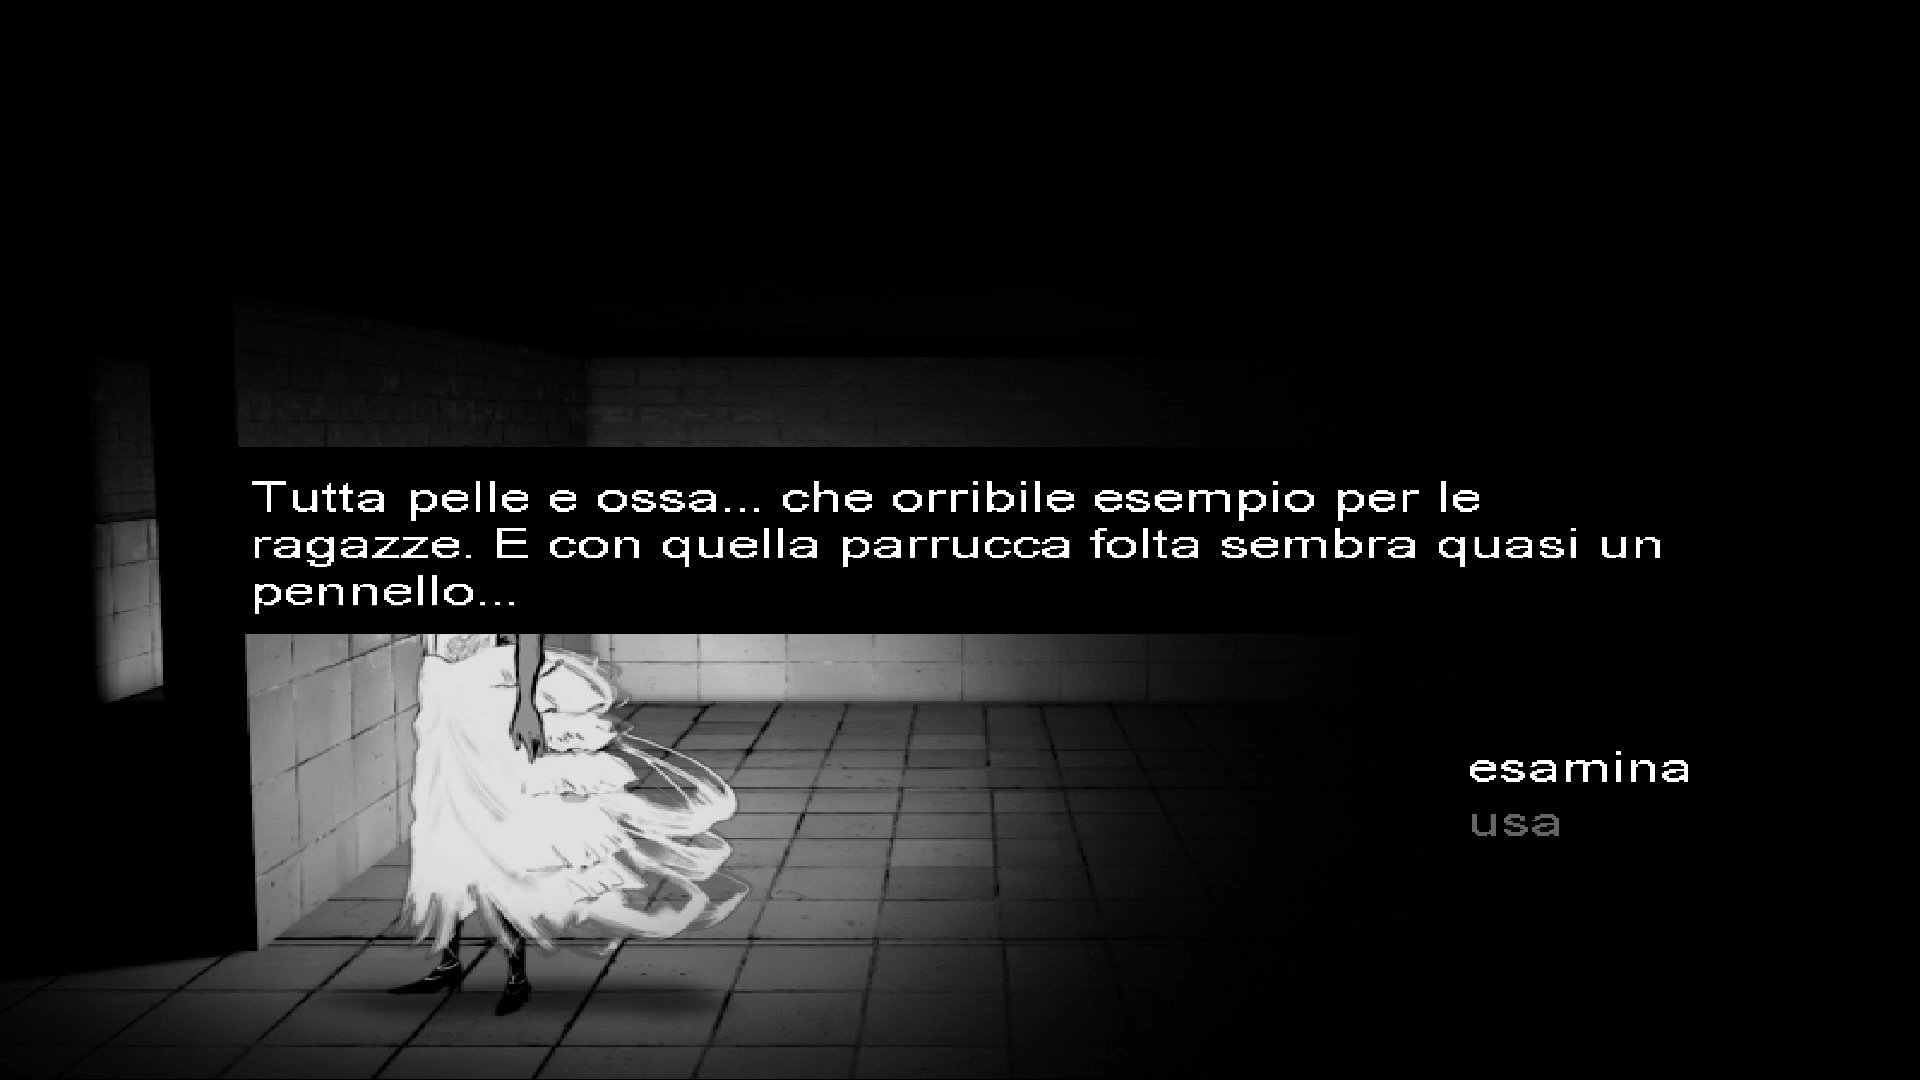 Tutta pelle e ossa... che orribile esempio per le
ragazze. E con quella parrucca folta sembra quasi un
pennello...
esamina
usa